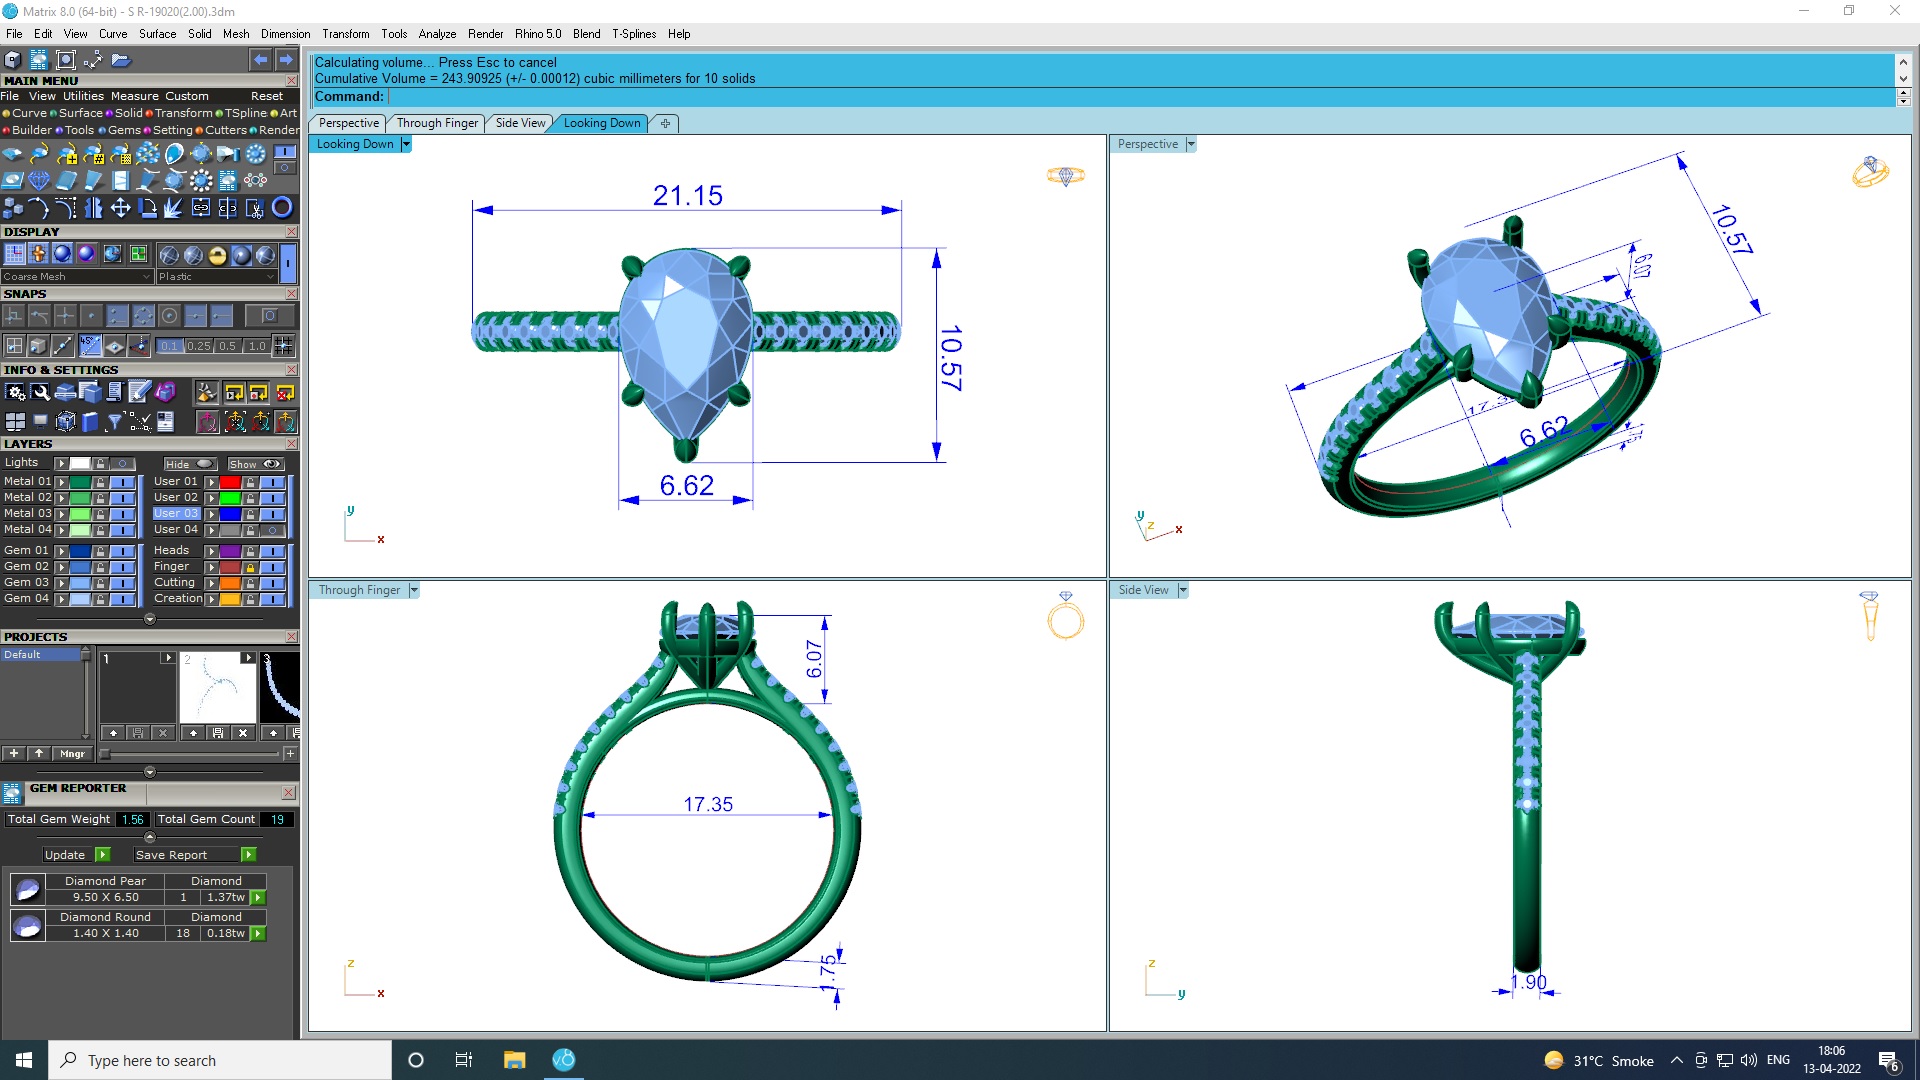 Matrix 8.0 (64-bit) - S R-19020(2.00).3dm
File Edit View Curve Surface Solid Mesh Dimension Transform Tools Analyze Render Rhino 5.0 Blend T-Splines Help
Calculating volume... Press Esc to cancel
Cumulative Volume = 243.90925 (+/- 0.00012) cubic millimeters for 10 solids
Command:
MAIN MENU
File View Utilities Measure Custom Reset
Curve Surface Solid Transform TSpline Art
Builder Tools Gems Setting Cutters Render
DISPLAY
Coarse Mesh Plastic
SNAPS
0.1 0.25 0.5 1.0
INFO & SETTINGS
LAYERS
Lights Hide Show
Metal 01 User 01
Metal 02 User 02
Metal 03 User 03
Metal 04 User 04
Gem 01 Heads
Gem 02 Finger
Gem 03 Cutting
Gem 04 Creation
PROJECTS
Default
1 2 3
Mngr
GEM REPORTER
Total Gem Weight 1.56 Total Gem Count 19
Update Save Report
Diamond Pear Diamond
9.50 X 6.50 1 1.37tw
Diamond Round Diamond
1.40 X 1.40 18 0.18tw
Perspective Through Finger Side View Looking Down
Looking Down
21.15
10.57
6.62
y
x
Perspective
10.57
6.07
17.3
6.62
y
z
x
Through Finger
6.07
17.35
1.75
z
x
Side View
1.90
z
y
Type here to search
31°C Smoke
ENG
18:06
13-04-2022
6